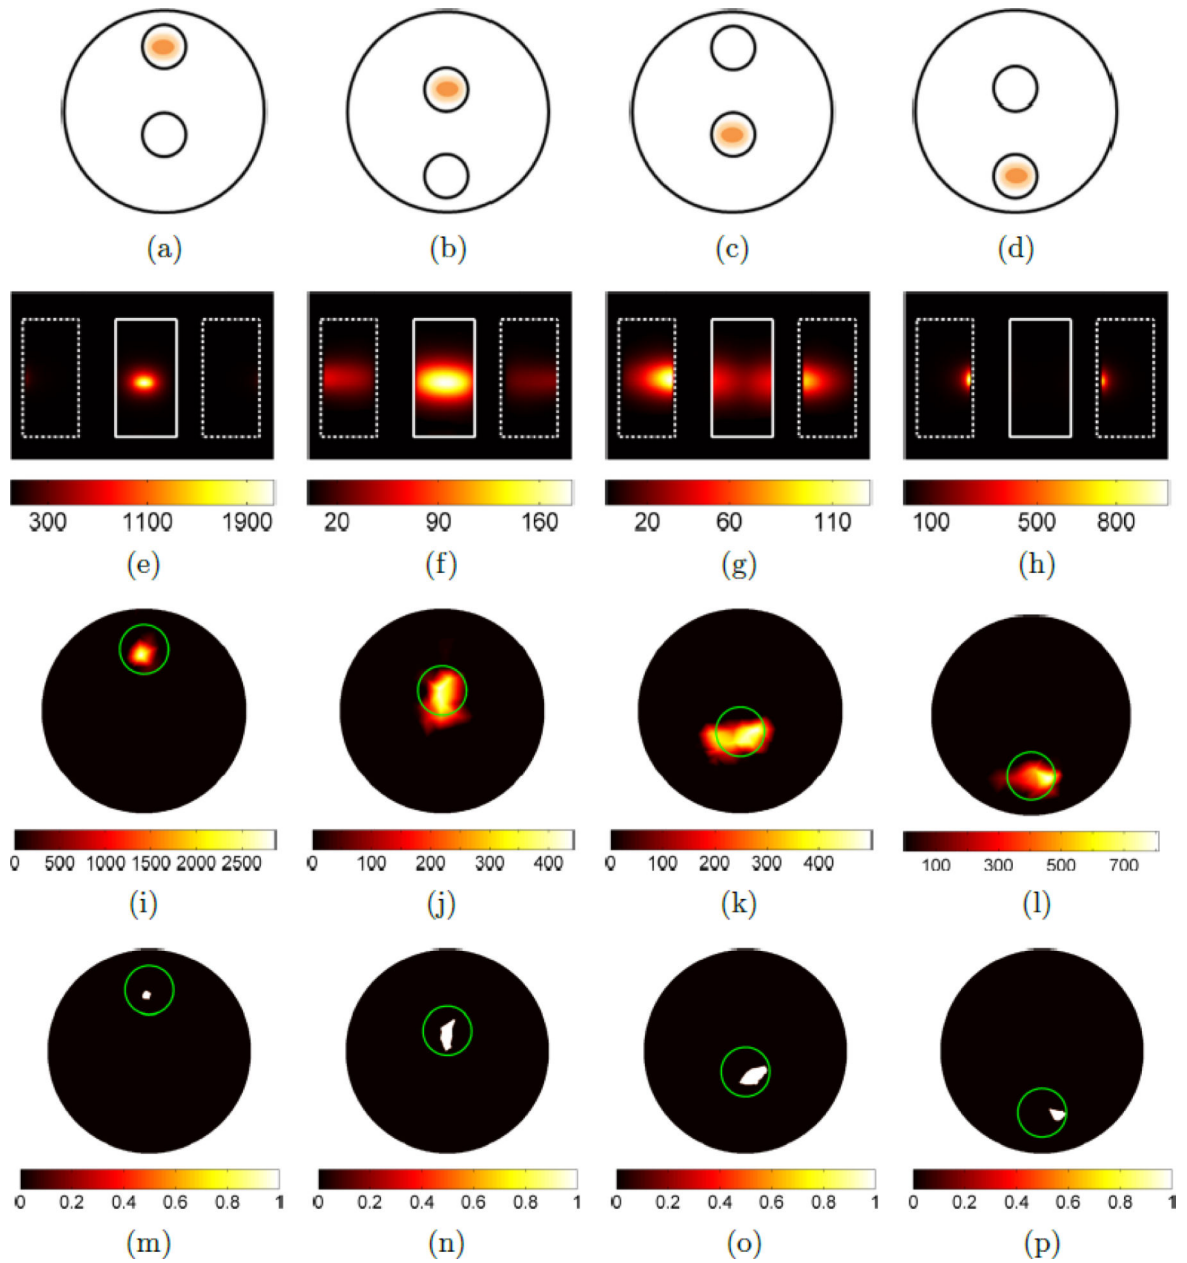 (a) (b) (c) (d)
300 1100 1900 20 90 160 20 60 110 100 500 800
(e) (f) (g) (h)
0 500 1000 1500 2000 2500 0 100 200 300 400 0 100 200 300 400 100 300 500 700
(i) (j) (k) (l)
0 0.2 0.4 0.6 0.8 1 0 0.2 0.4 0.6 0.8 1 0 0.2 0.4 0.6 0.8 1 0 0.2 0.4 0.6 0.8 1
(m) (n) (o) (p)